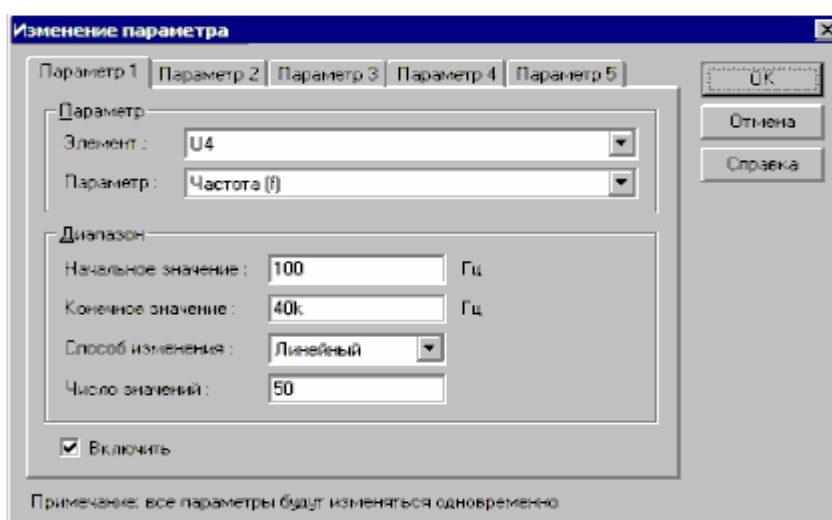 Изменение параметра
Параметр 1 Параметр 2 Параметр 3 Параметр 4 Параметр 5
OK
Отмена
Справка
Параметр
Элемент : U4
Параметр : Частота (f)
Диапазон
Начальное значение : 100 Гц
Конечное значение : 40k Гц
Способ изменения : Линейный
Число значений : 50
Включить
Примечание: все параметры будут изменяться одновременно